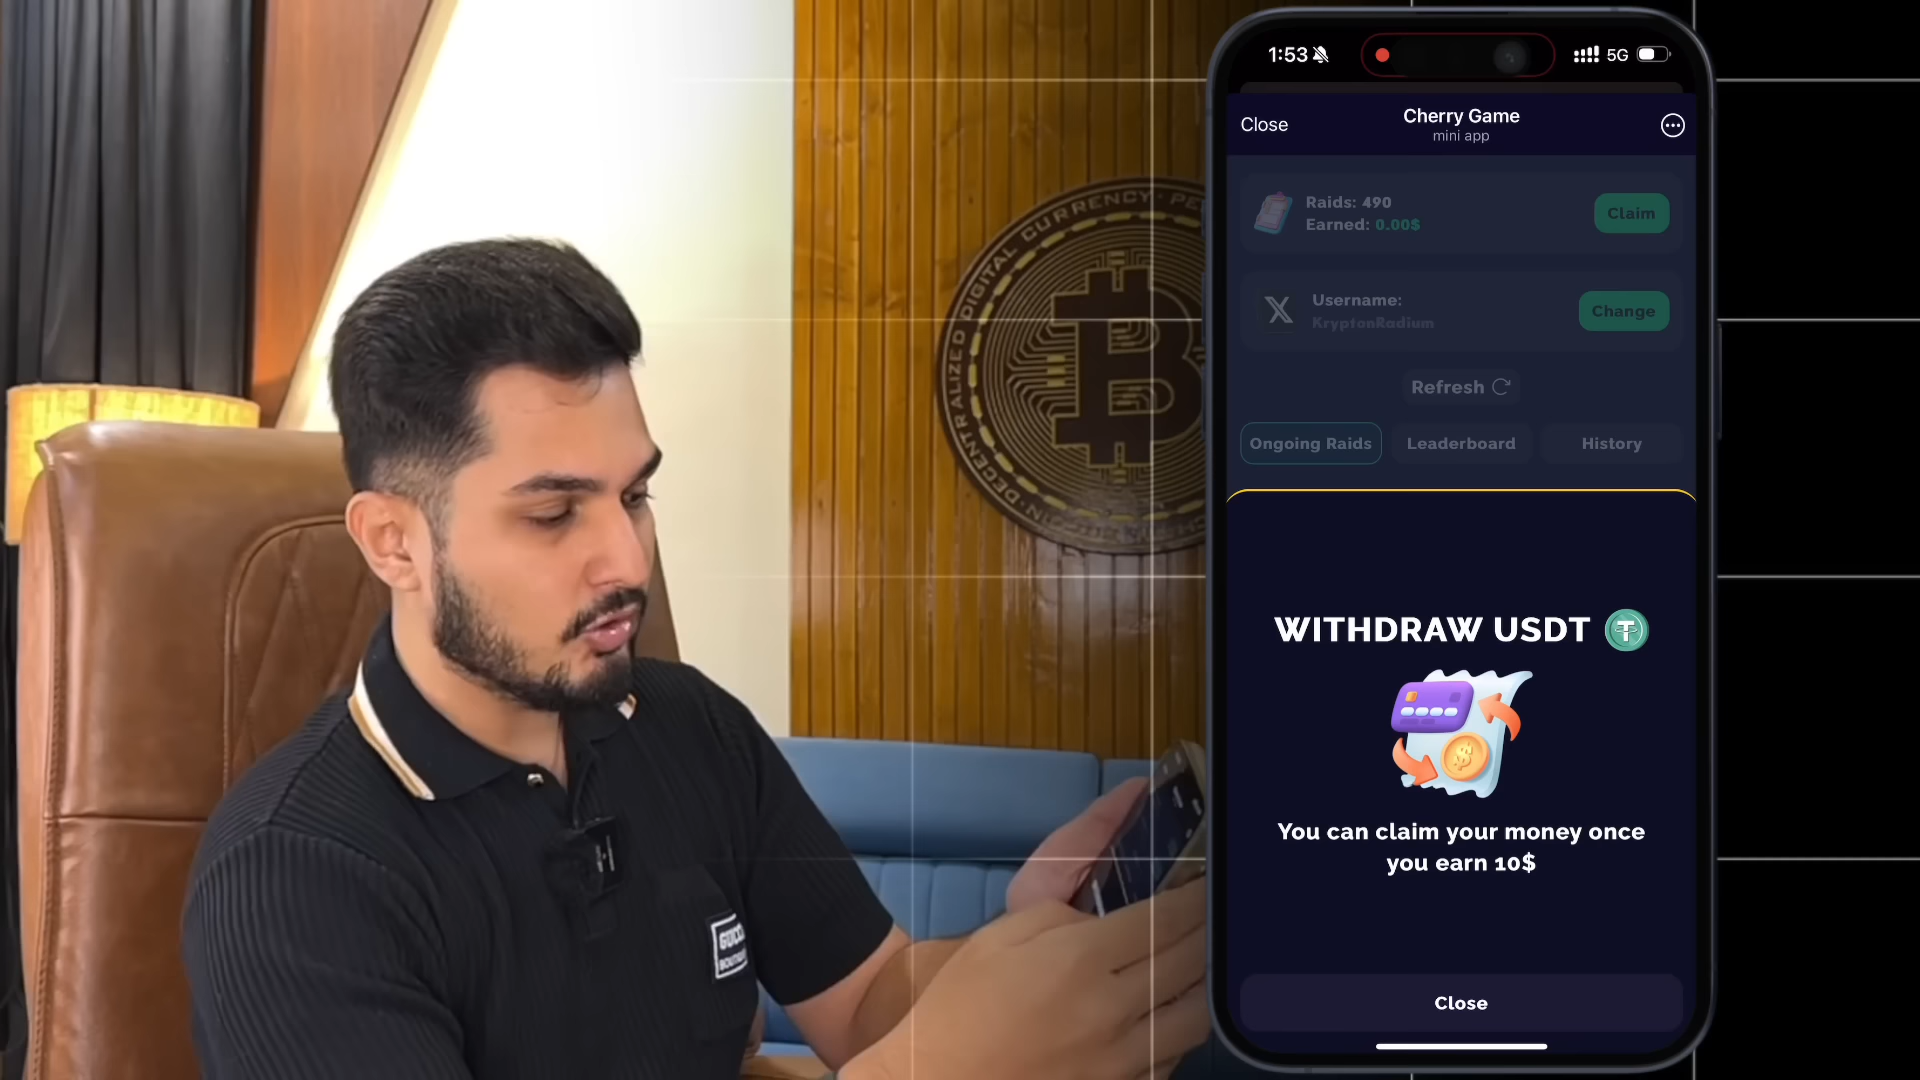 1:53
5G
Close
Cherry Game
mini app
Raids: 490
Earned: 0.00$
Claim
Username:
KryptonRadium
Change
Refresh
Ongoing Raids
Leaderboard
History
WITHDRAW USDT
You can claim your money once
you earn 10$
Close
DECENTRALIZED DIGITAL CURRENCY